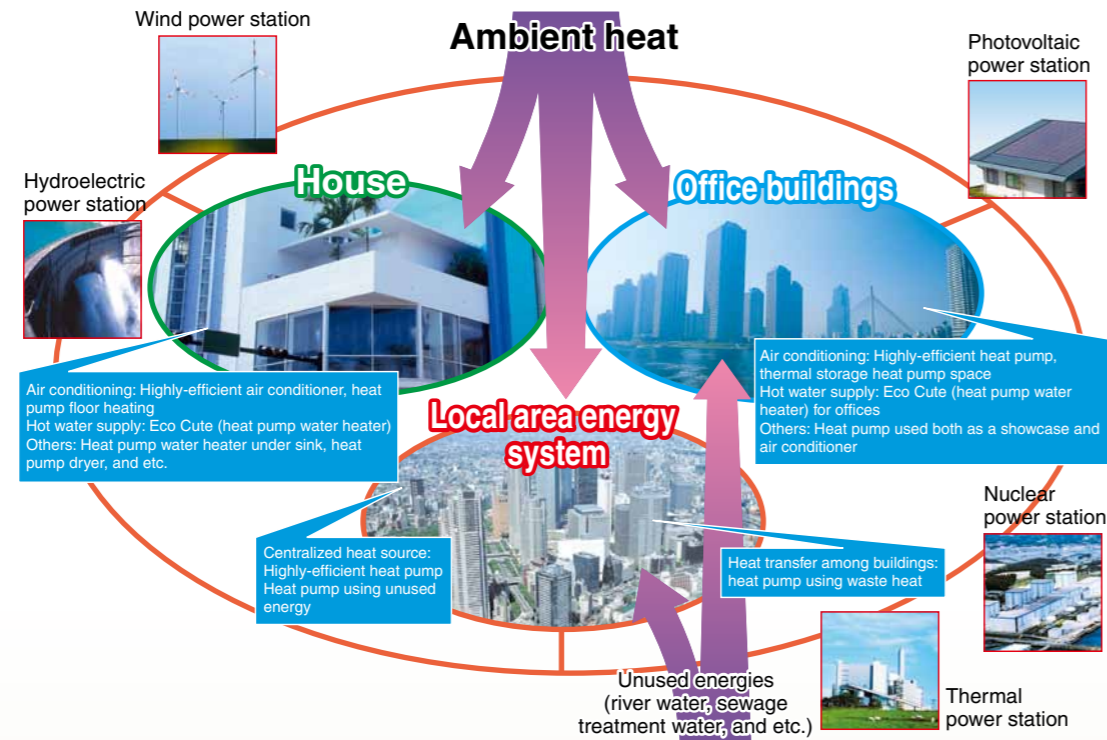 Wind power station
Ambient heat
Photovoltaic
power station
Hydroelectric
power station
House
Office buildings
Air conditioning: Highly-efficient air conditioner, heat
pump floor heating
Hot water supply: Eco Cute (heat pump water heater)
Others: Heat pump water heater under sink, heat
pump dryer, and etc.
Air conditioning: Highly-efficient heat pump,
thermal storage heat pump space
Hot water supply: Eco Cute (heat pump water
heater) for offices
Others: Heat pump used both as a showcase and
air conditioner
Local area energy
system
Centralized heat source:
Highly-efficient heat pump
Heat pump using unused
energy
Heat transfer among buildings:
heat pump using waste heat
Nuclear
power station
Unused energies
(river water, sewage
treatment water, and etc.)
Thermal
power station